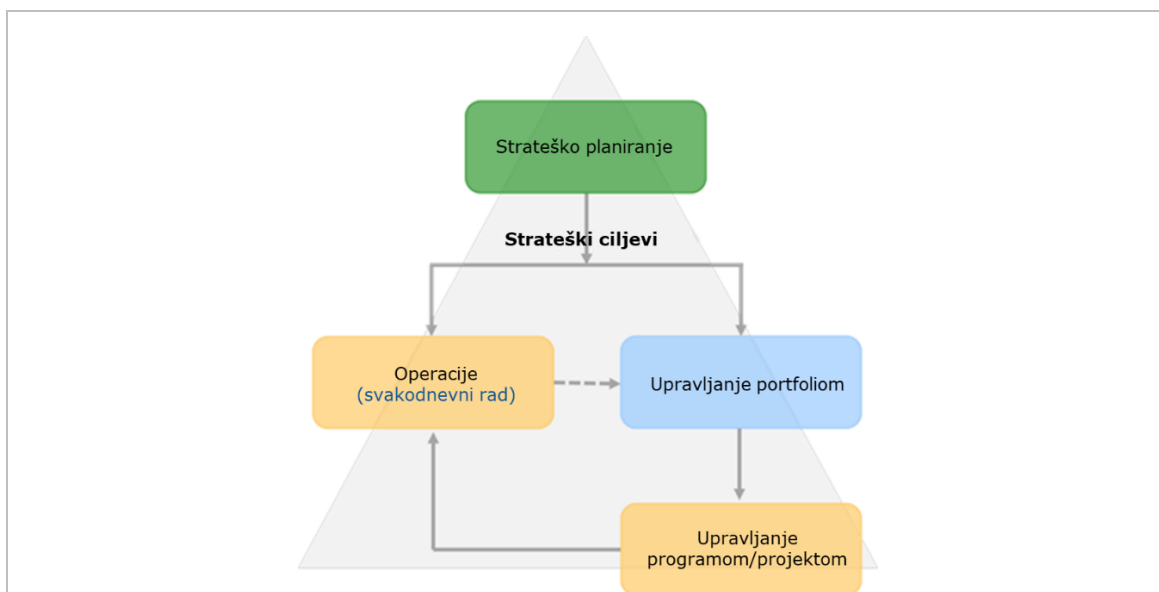 Strateško planiranje
Strateški ciljevi
Operacije
(svakodnevni rad)
Upravljanje portfoliom
Upravljanje
programom/projektom